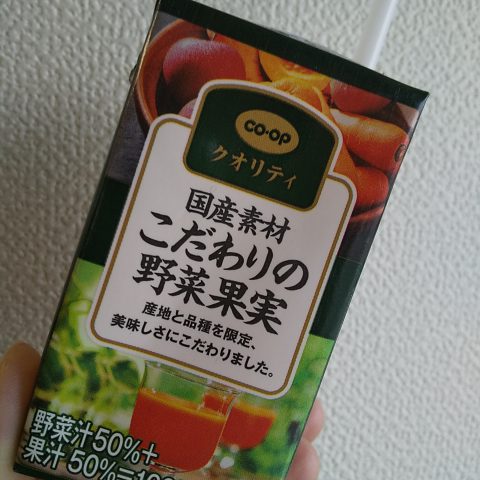 CO·OP
クオリティ
国産素材
こだわりの
野菜果実
産地と品種を限定、
美味しさにこだわりました。
野菜汁50%+
果汁50%=100